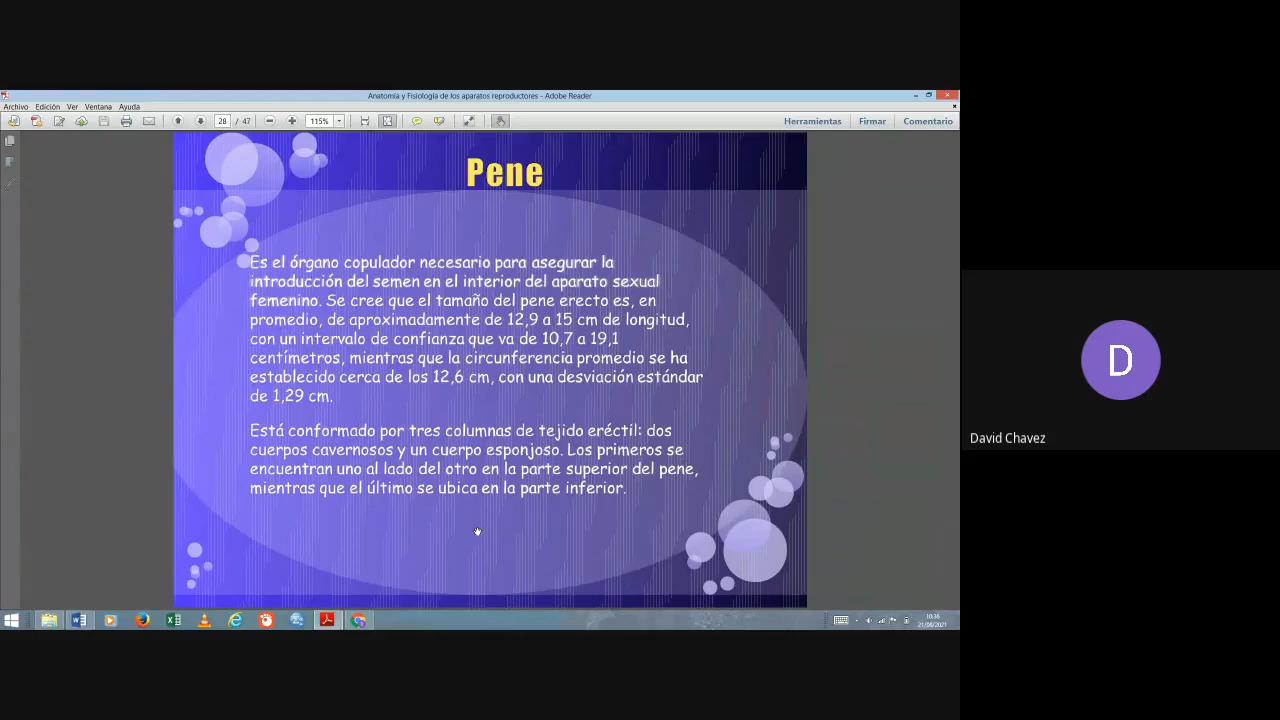 Anatomía y Fisiología de los aparatos reproductores - Adobe Reader
Archivo Edición Ver Ventana Ayuda
28 / 47
115%
Herramientas Firmar Comentario
Pene
Es el órgano copulador necesario para asegurar la
introducción del semen en el interior del aparato sexual
femenino. Se cree que el tamaño del pene erecto es, en
promedio, de aproximadamente de 12,9 a 15 cm de longitud,
con un intervalo de confianza que va de 10,7 a 19,1
centímetros, mientras que la circunferencia promedio se ha
establecido cerca de los 12,6 cm, con una desviación estándar
de 1,29 cm.
Está conformado por tres columnas de tejido eréctil: dos
cuerpos cavernosos y un cuerpo esponjoso. Los primeros se
encuentran uno al lado del otro en la parte superior del pene,
mientras que el último se ubica en la parte inferior.
D
David Chavez
10:36
21/08/2021